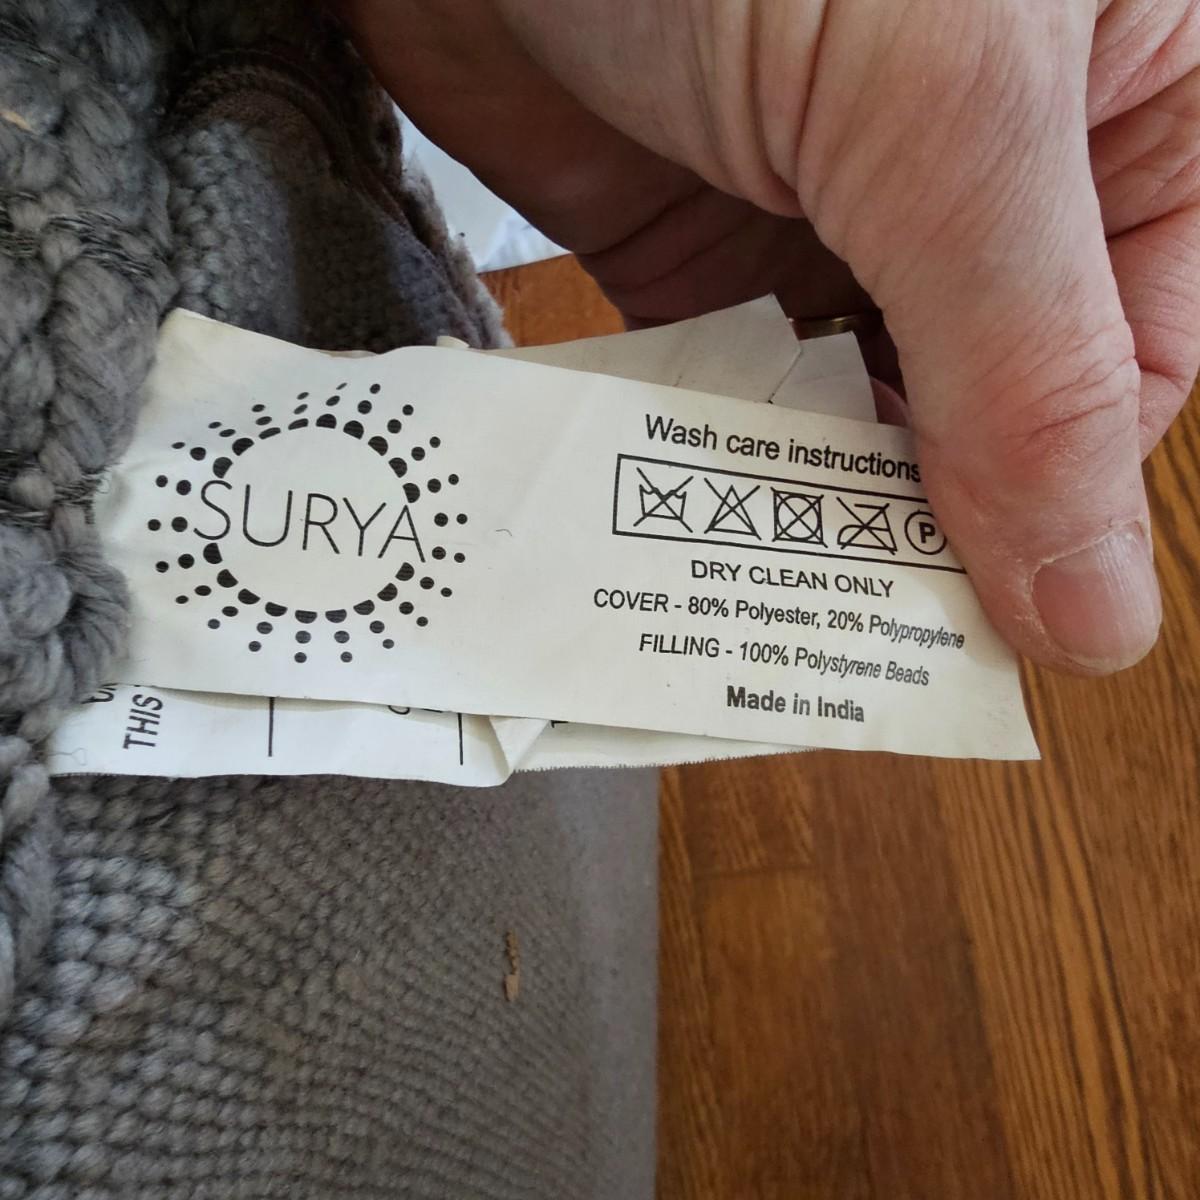 SURYA
Wash care instructions
P
DRY CLEAN ONLY
COVER - 80% Polyester, 20% Polypropylene
FILLING - 100% Polystyrene Beads
Made in India
THIS